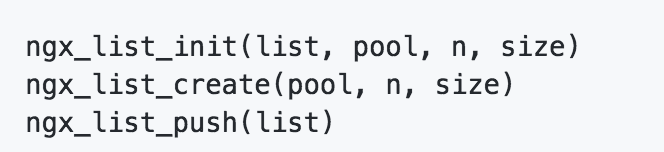 ngx_list_init(list, pool, n, size)
ngx_list_create(pool, n, size)
ngx_list_push(list)